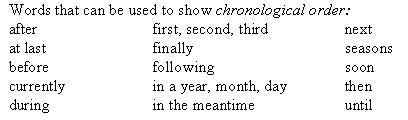 Words that can be used to show chronological order:
after first, second, third next
at last finally seasons
before following soon
currently in a year, month, day then
during in the meantime until